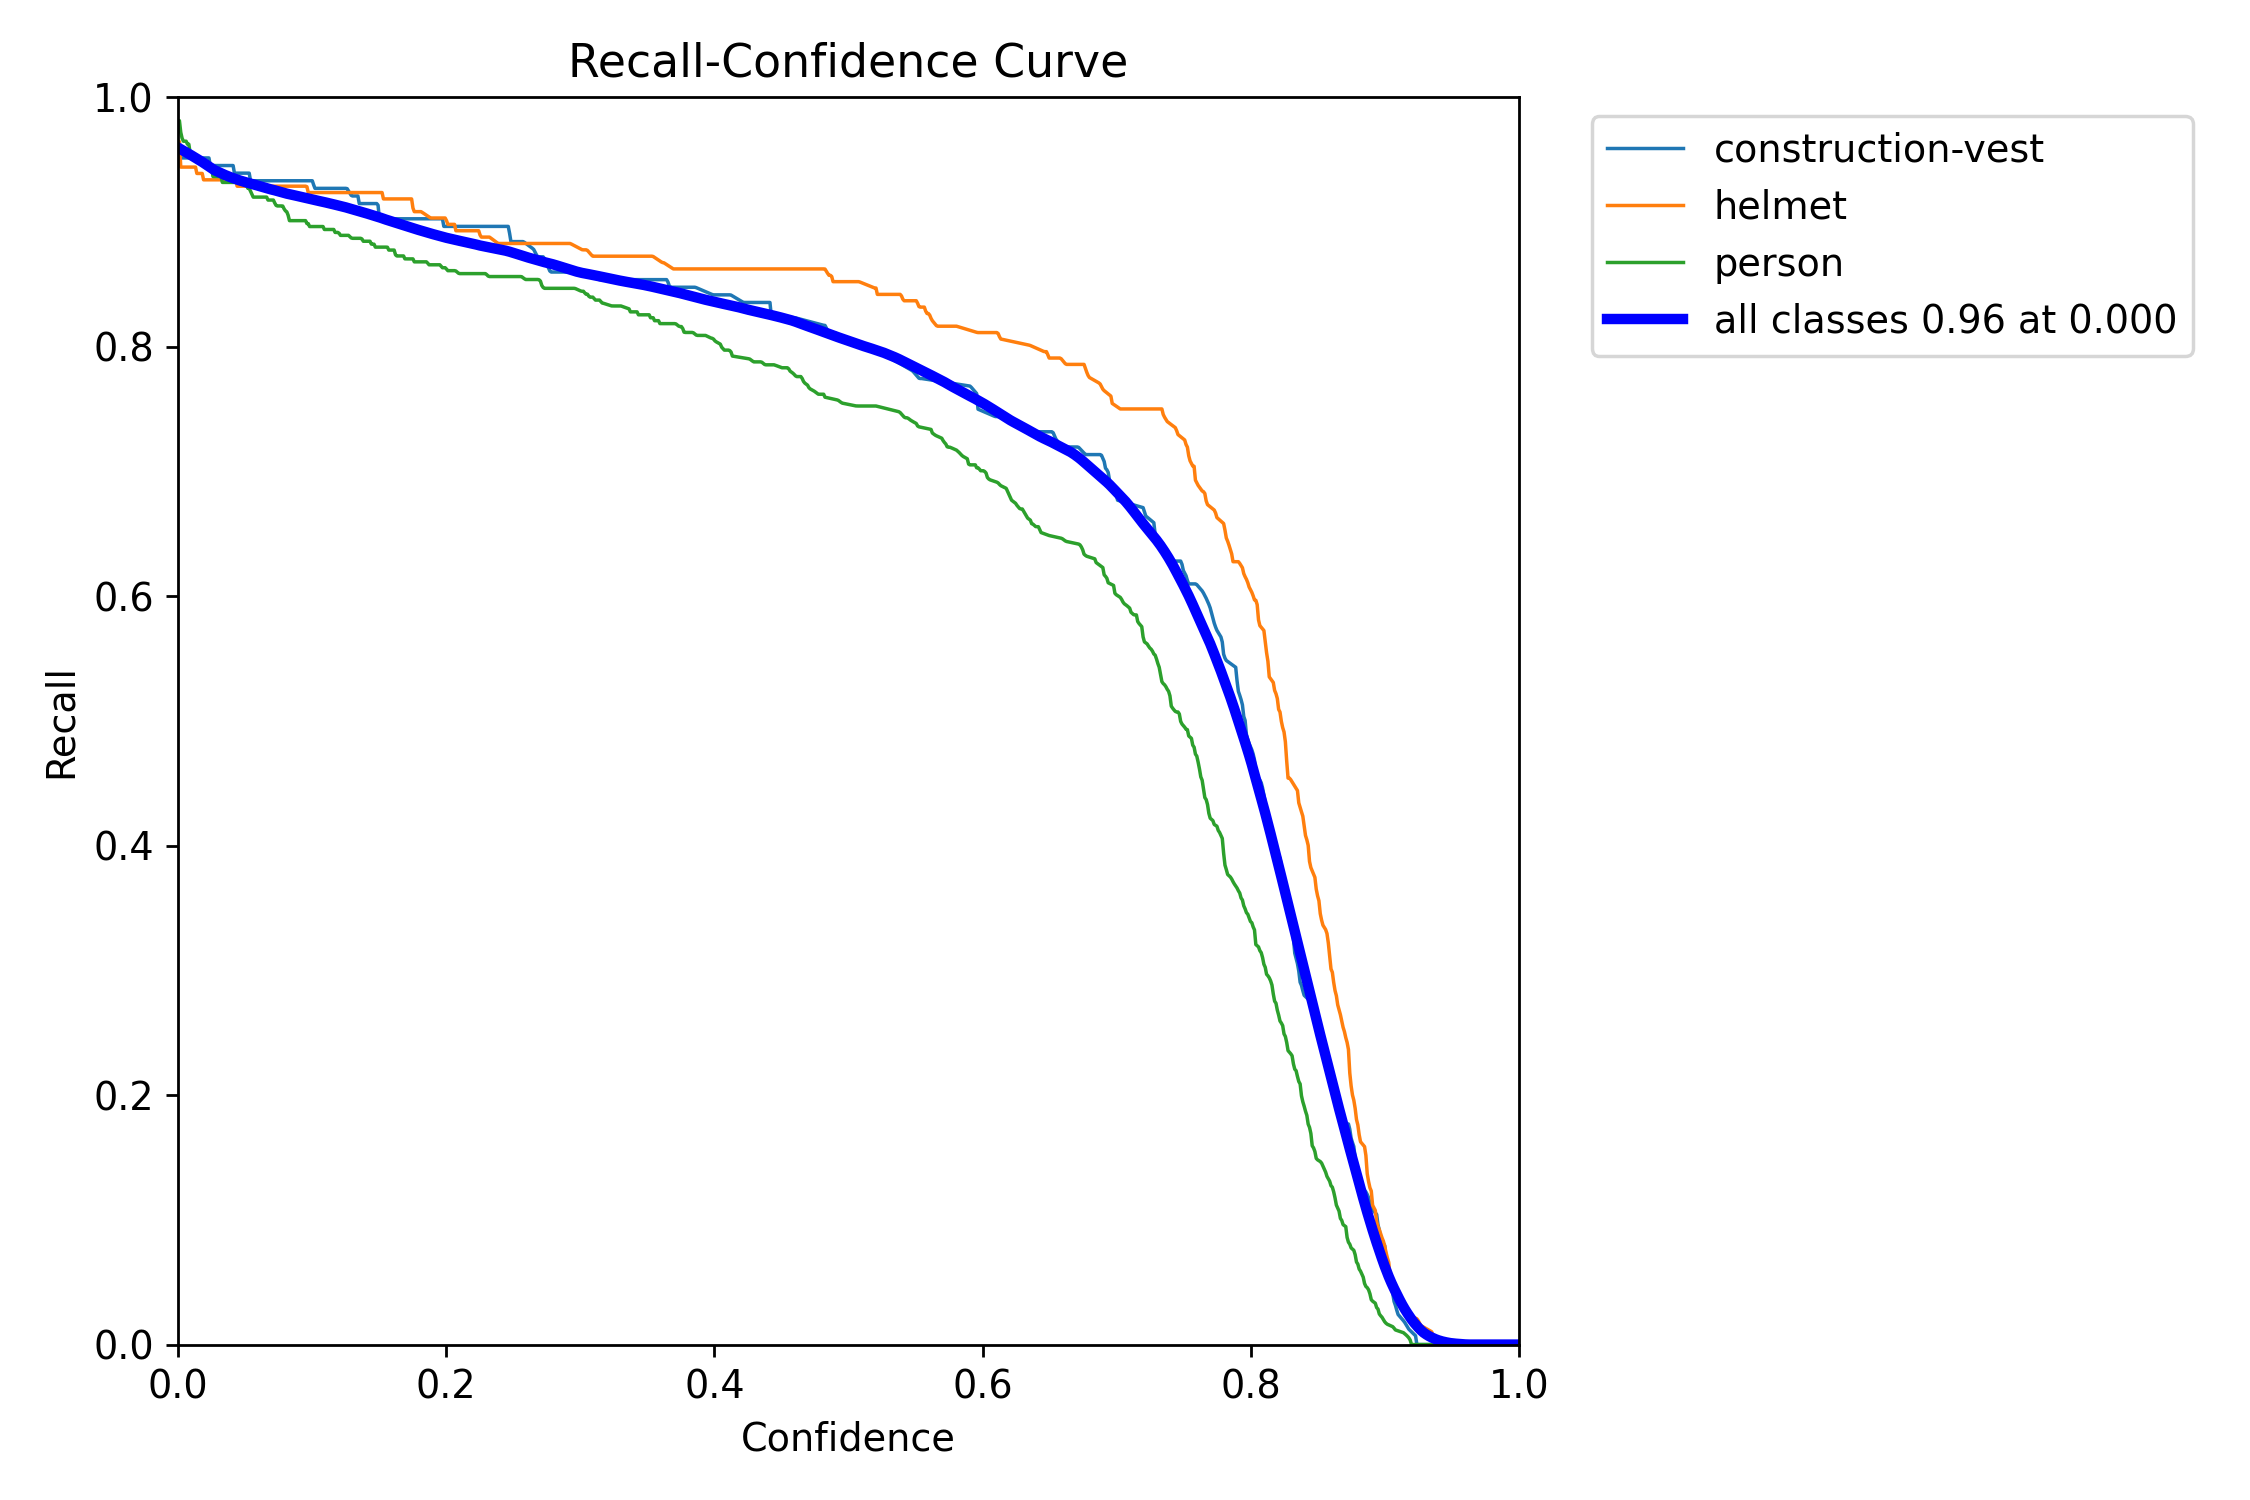 Recall-Confidence Curve
1.0
0.8
0.6
0.4
0.2
0.0
Recall
0.0 0.2 0.4 0.6 0.8 1.0
Confidence
construction-vest
helmet
person
all classes 0.96 at 0.000